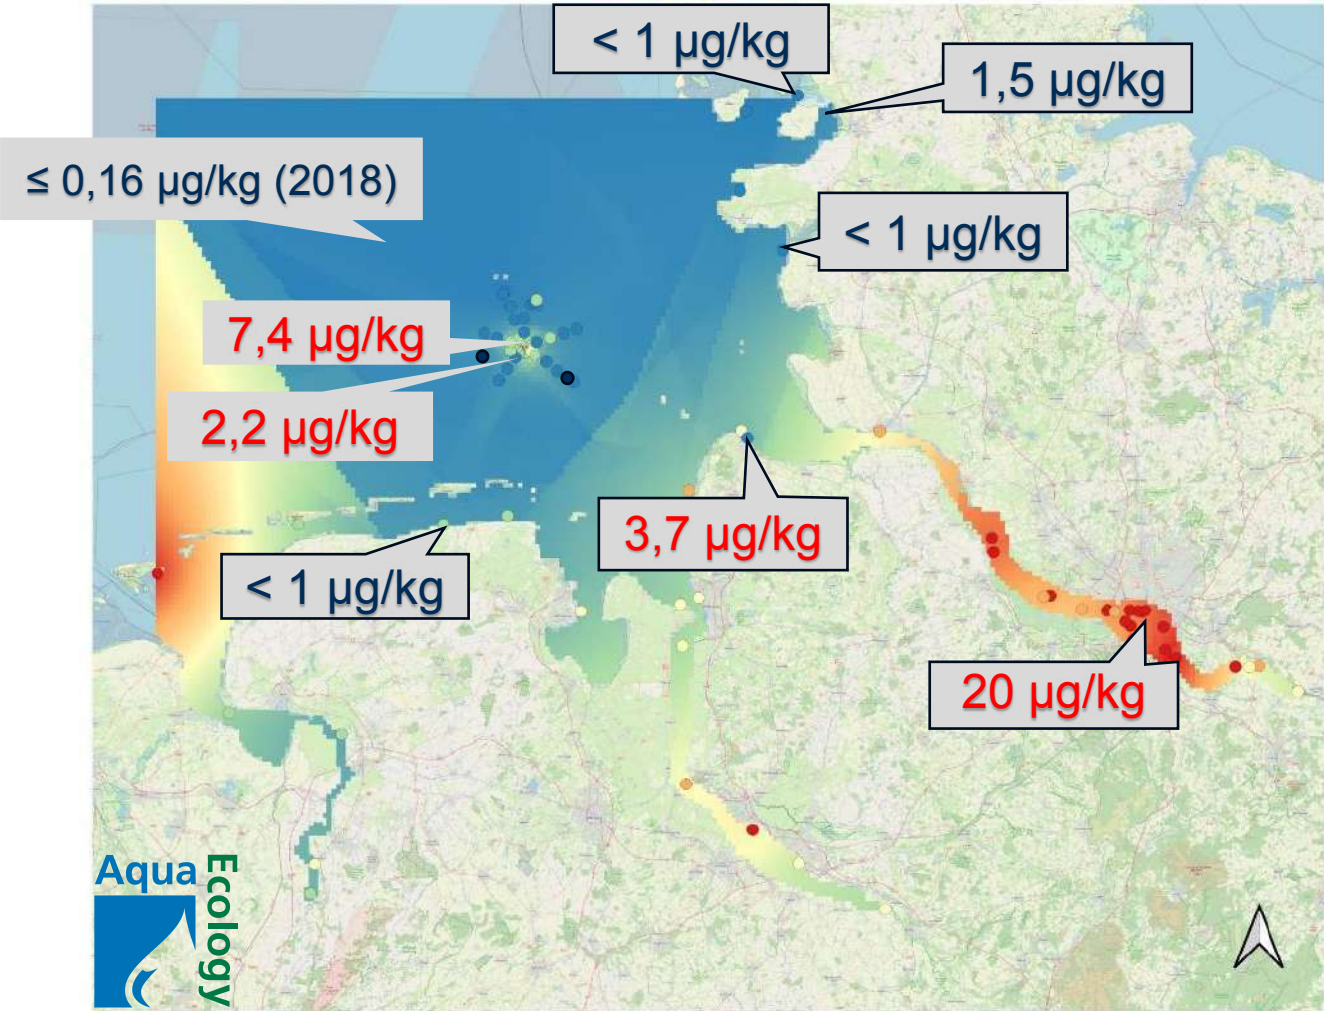 < 1 µg/kg
1,5 µg/kg
≤ 0,16 µg/kg (2018)
< 1 µg/kg
7,4 µg/kg
2,2 µg/kg
3,7 µg/kg
< 1 µg/kg
20 µg/kg
Aqua
Ecology